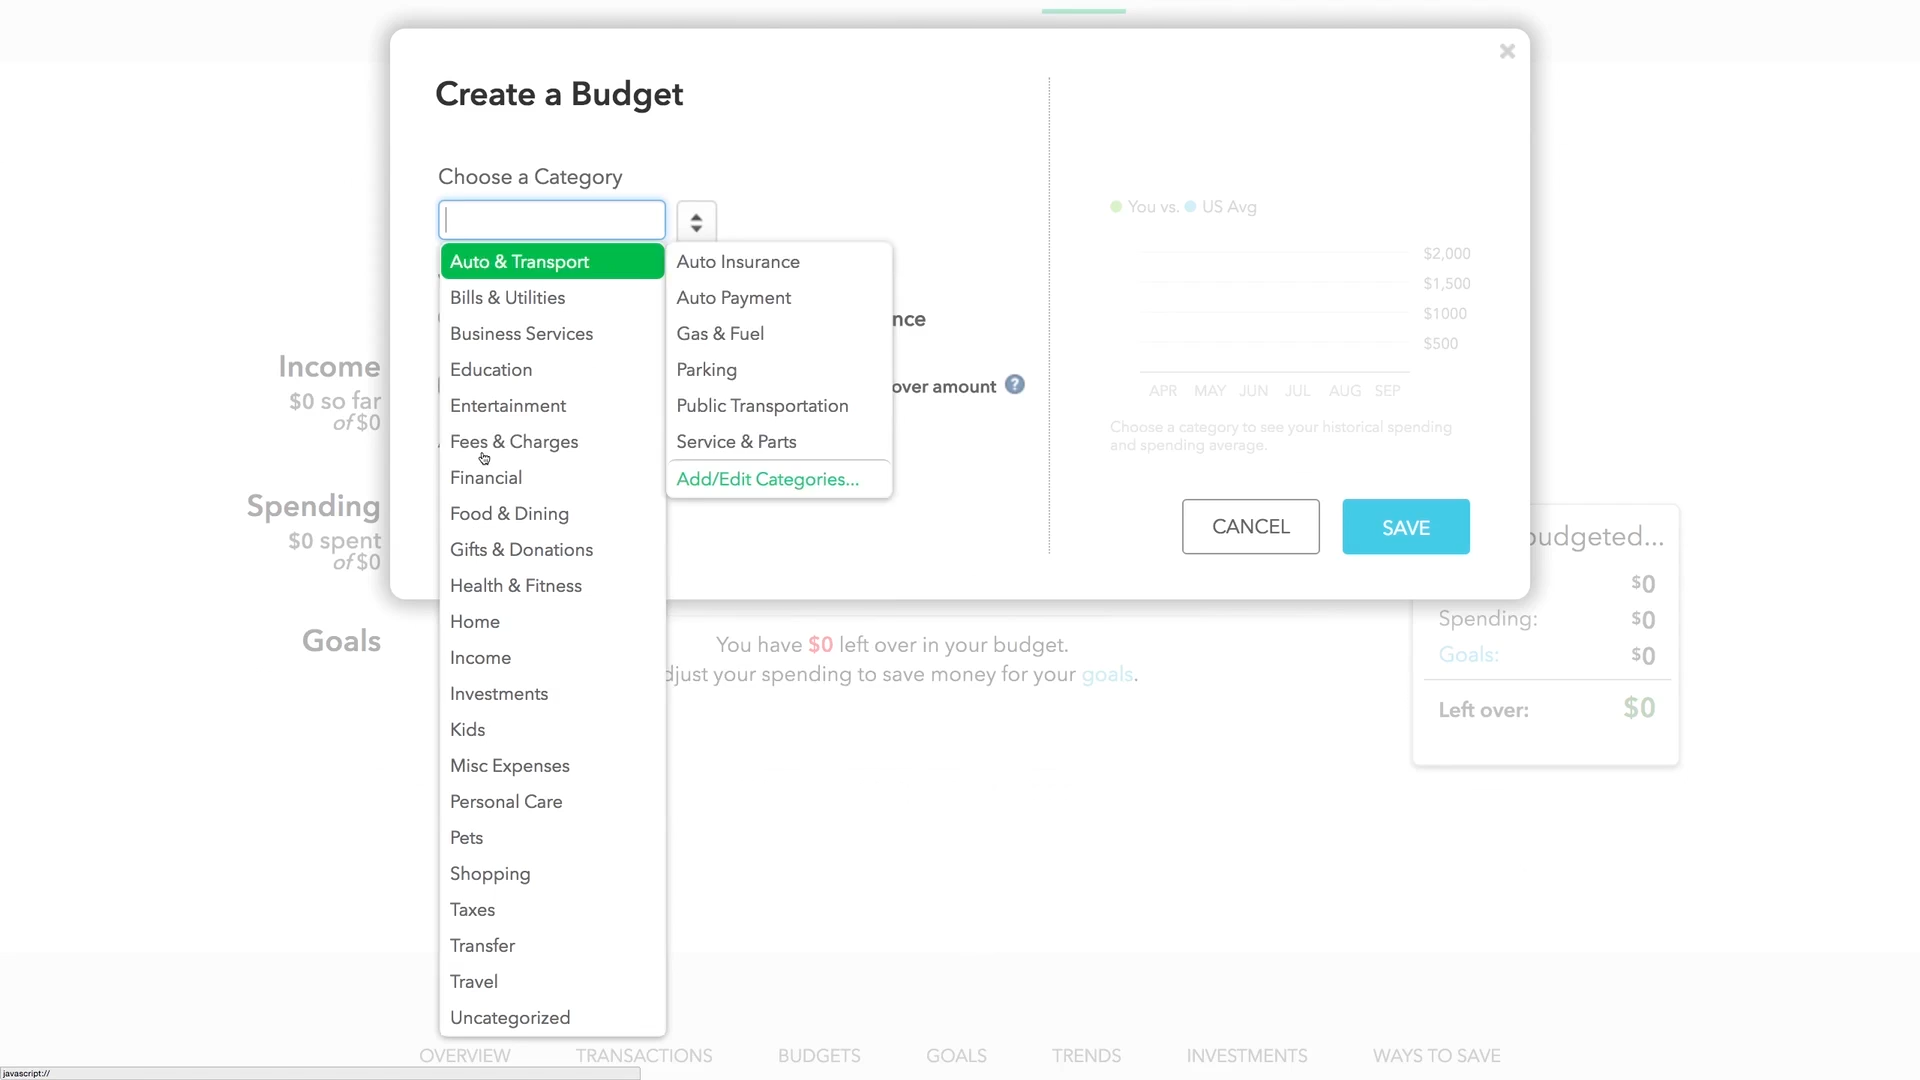 Create a Budget
Choose a Category
Auto & Transport
Bills & Utilities
Business Services
Education
Entertainment
Fees & Charges
Financial
Food & Dining
Gifts & Donations
Health & Fitness
Home
Income
Investments
Kids
Misc Expenses
Personal Care
Pets
Shopping
Taxes
Transfer
Travel
Uncategorized
Auto Insurance
Auto Payment
Gas & Fuel
Parking
Public Transportation
Service & Parts
Add/Edit Categories...
nce
over amount ?
You vs. US Avg
$2,000
$1,500
$1000
$500
APR MAY JUN JUL AUG SEP
Choose a category to see your historical spending
and spending average.
CANCEL SAVE
Income
$0 so far
of $0
Spending
$0 spent
of $0
Goals
You have $0 left over in your budget.
djust your spending to save money for your goals.
budgeted...
$0
Spending: $0
Goals: $0
Left over: $0
OVERVIEW TRANSACTIONS BUDGETS GOALS TRENDS INVESTMENTS WAYS TO SAVE
javascript://